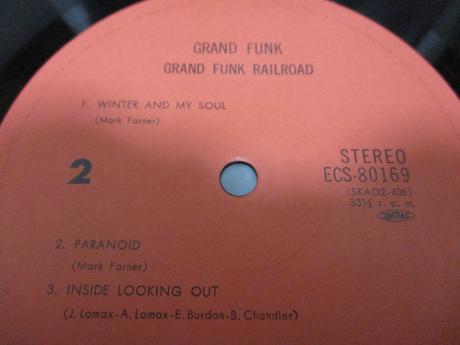 GRAND FUNK
GRAND FUNK RAILROAD
1. WINTER AND MY SOUL
(Mark Farner)
2
STEREO
ECS-80169
(SKAO2-406)
33⅓ r. p. m.
JASRAC
2. PARANOID
(Mark Farner)
3. INSIDE LOOKING OUT
(J. Lomax-A. Lomax-E. Burdon-B. Chandler)